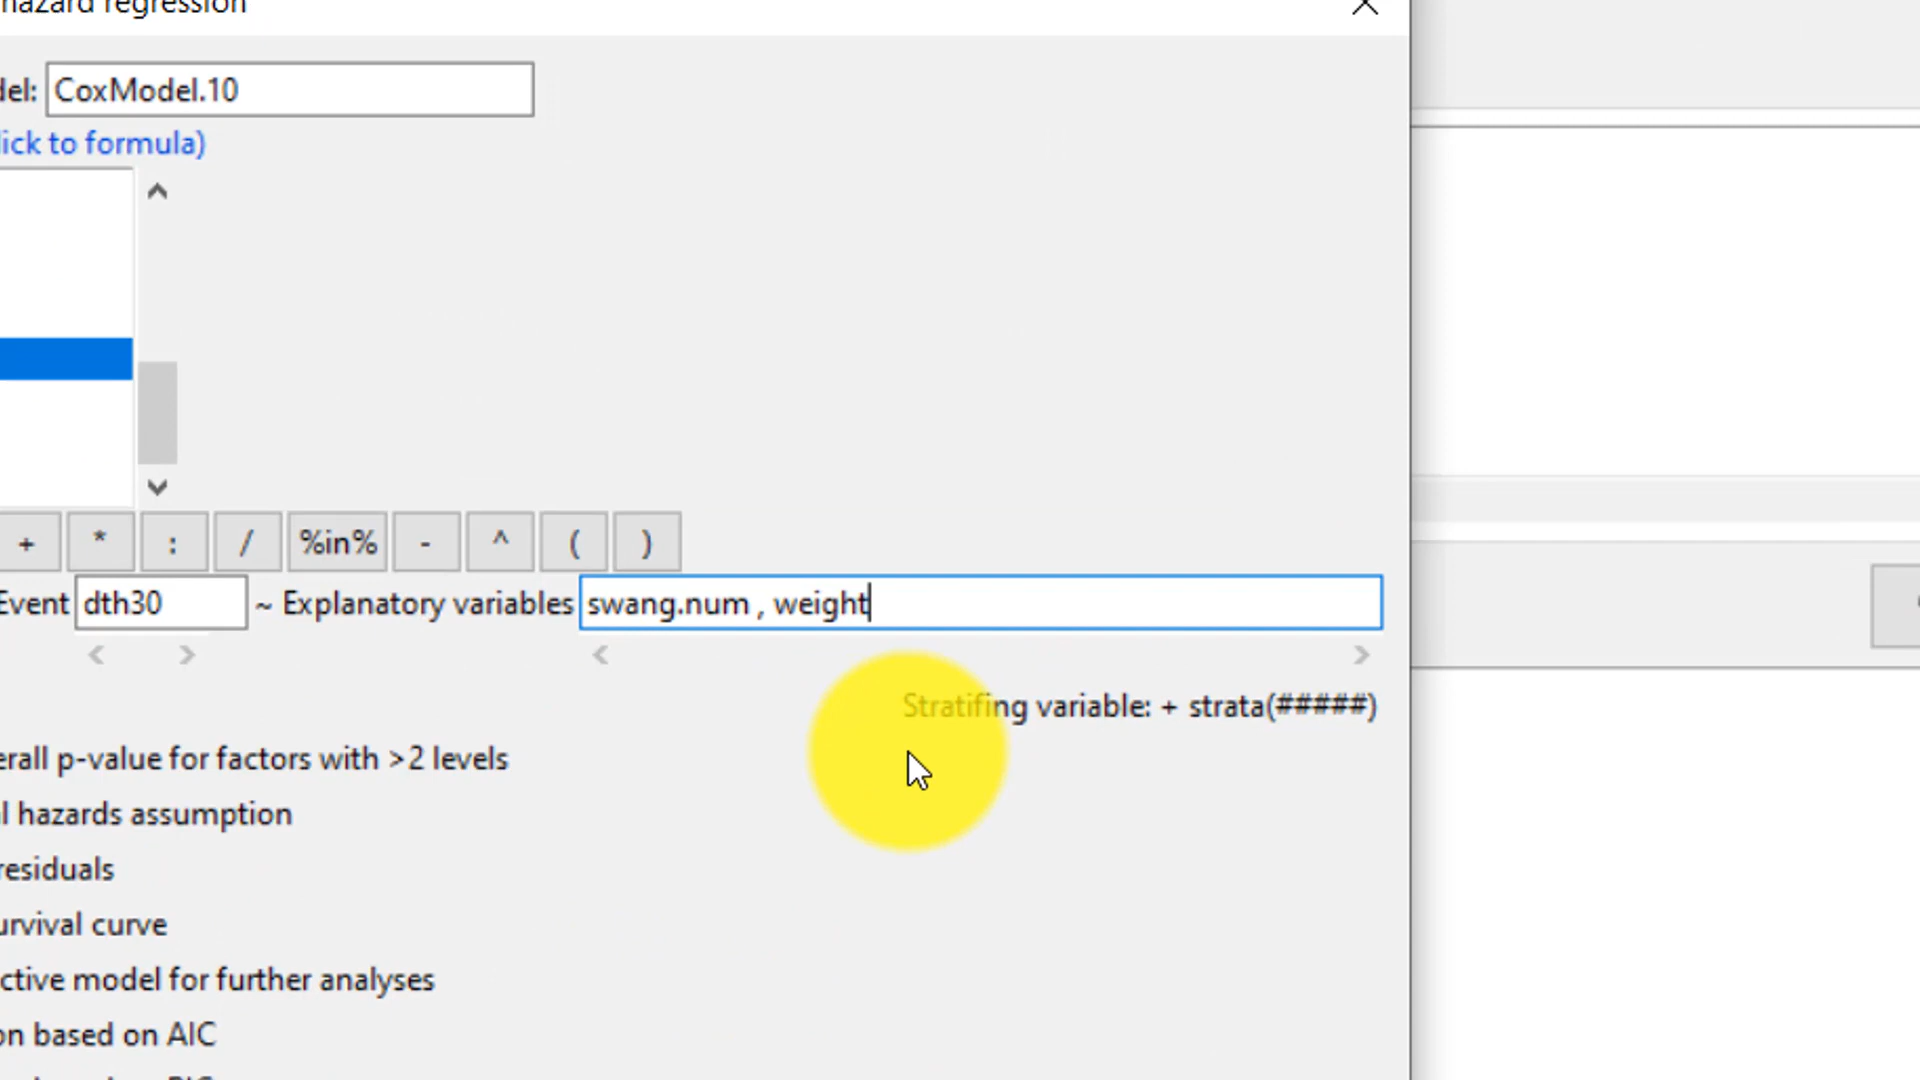 hazard regression
del: CoxModel.10
lick to formula)
+ * : / %in% - ^ ( )
Event dth30 ~ Explanatory variables swang.num , weight
Stratifing variable: + strata(#####)
erall p-value for factors with >2 levels
l hazards assumption
residuals
urvival curve
ctive model for further analyses
on based on AIC